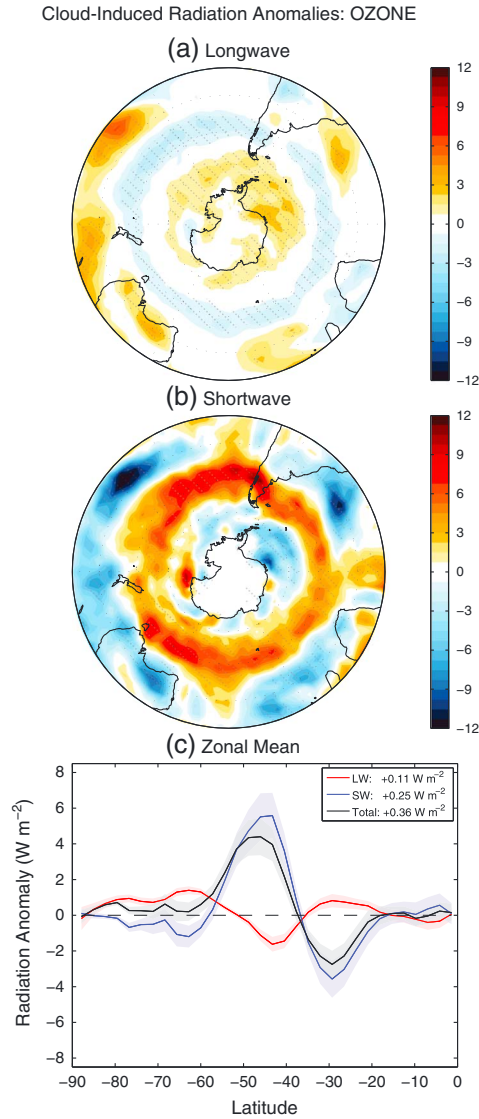 Cloud-Induced Radiation Anomalies: OZONE
(a) Longwave
12
9
6
3
0
−3
−6
−9
−12
(b) Shortwave
12
9
6
3
0
−3
−6
−9
−12
(c) Zonal Mean
LW: +0.11 W m−2
SW: +0.25 W m−2
Total: +0.36 W m−2
Radiation Anomaly (W m−2)
8
6
4
2
0
−2
−4
−6
−8
−90 −80 −70 −60 −50 −40 −30 −20 −10 0
Latitude